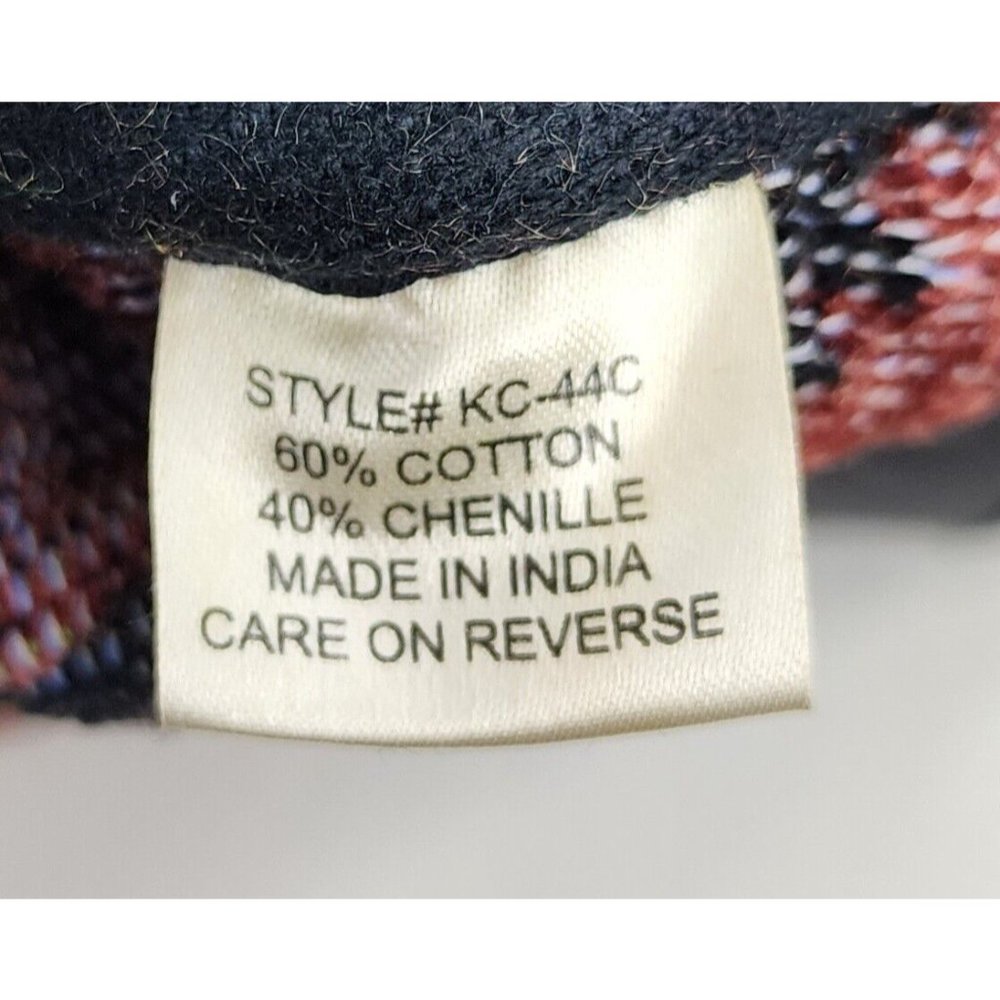 STYLE# KC-44C
60% COTTON
40% CHENILLE
MADE IN INDIA
CARE ON REVERSE